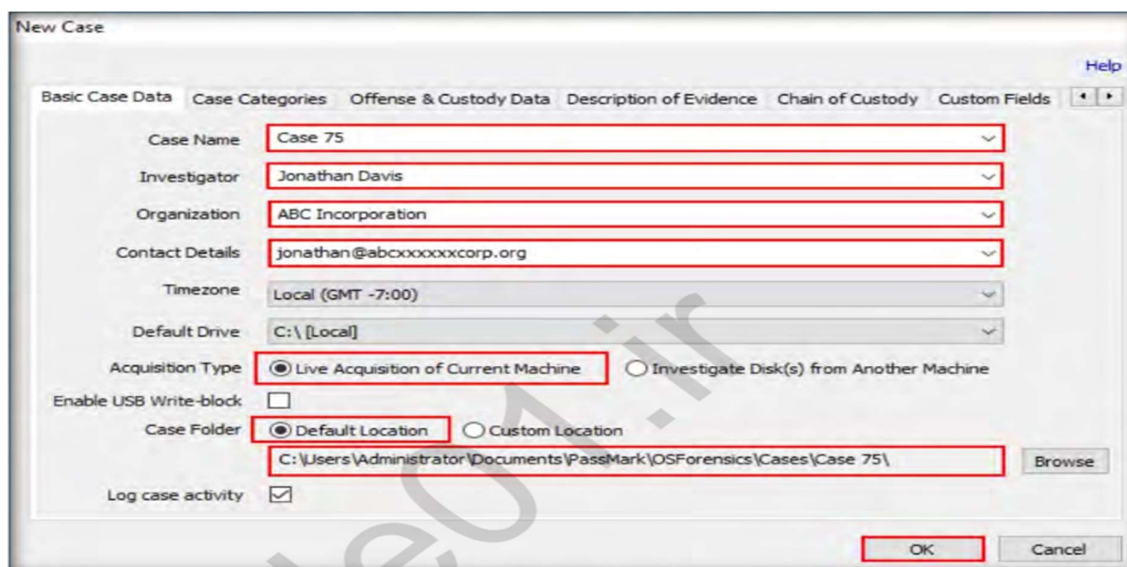 New Case
Help
Basic Case Data Case Categories Offense & Custody Data Description of Evidence Chain of Custody Custom Fields
Case Name Case 75
Investigator Jonathan Davis
Organization ABC Incorporation
Contact Details jonathan@abcxxxxxxcorp.org
Timezone Local (GMT -7:00)
Default Drive C:\ [Local]
Acquisition Type Live Acquisition of Current Machine Investigate Disk(s) from Another Machine
Enable USB Write-block
Case Folder Default Location Custom Location
C:\Users\Administrator\Documents\PassMark\OSForensics\Cases\Case 75\ Browse
Log case activity
OK Cancel